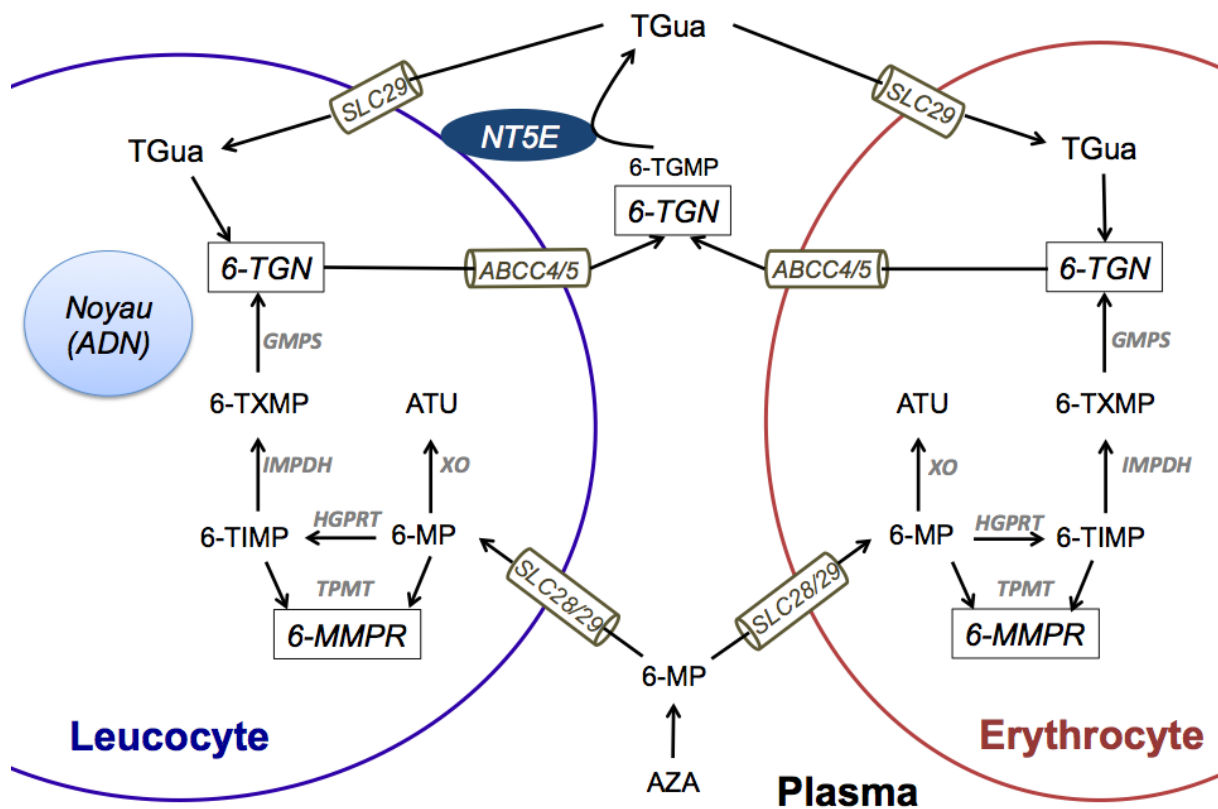 TGua
SLC29
SLC29
NT5E
TGua
6-TGMP
TGua
6-TGN
6-TGN
ABCC4/5
ABCC4/5
6-TGN
Noyau
(ADN)
GMPS
GMPS
6-TXMP
ATU
ATU
6-TXMP
IMPDH
XO
XO
IMPDH
6-TIMP
HGPRT
6-MP
6-MP
HGPRT
6-TIMP
TPMT
SLC28/29
SLC28/29
TPMT
6-MMPR
6-MMPR
6-MP
Leucocyte
Erythrocyte
AZA
Plasma